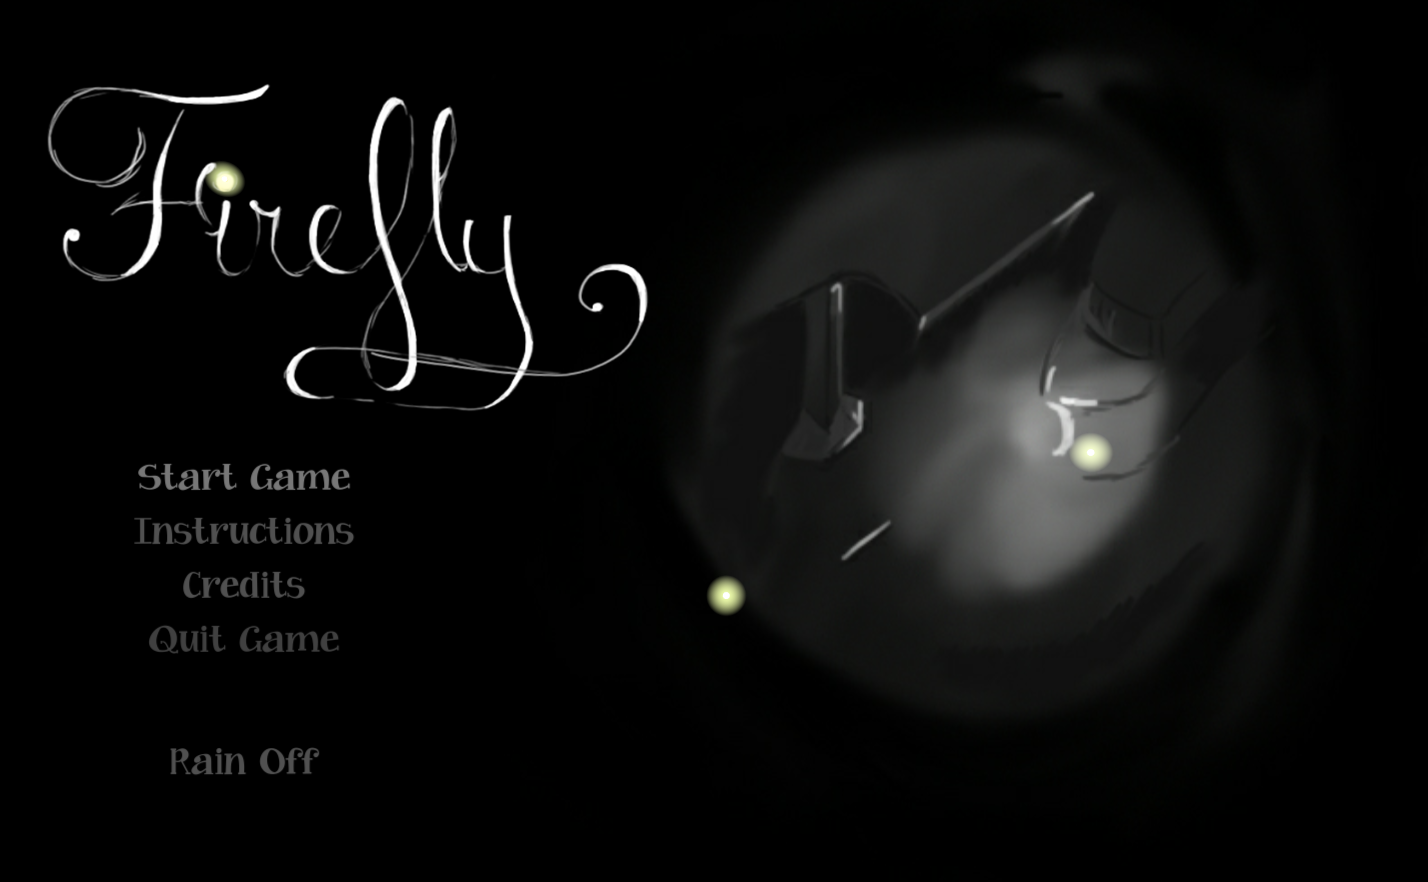 Firefly
Start Game
Instructions
Credits
Quit Game
Rain Off